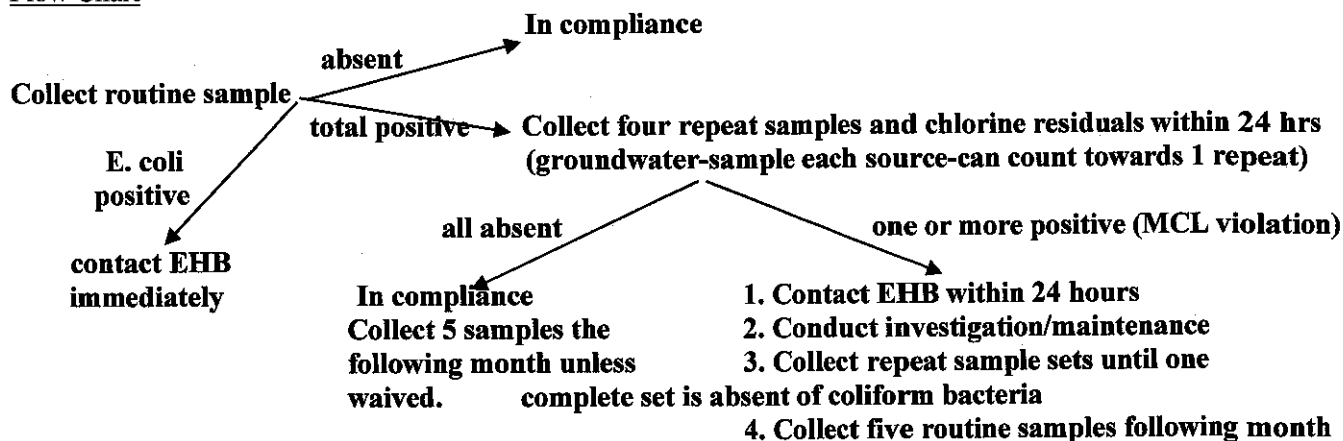 In compliance
absent
Collect routine sample
total positive
Collect four repeat samples and chlorine residuals within 24 hrs
(groundwater-sample each source-can count towards 1 repeat)
E. coli
positive
contact EHB
immediately
all absent
one or more positive (MCL violation)
In compliance
Collect 5 samples the
following month unless
waived.
1. Contact EHB within 24 hours
2. Conduct investigation/maintenance
3. Collect repeat sample sets until one
complete set is absent of coliform bacteria
4. Collect five routine samples following month